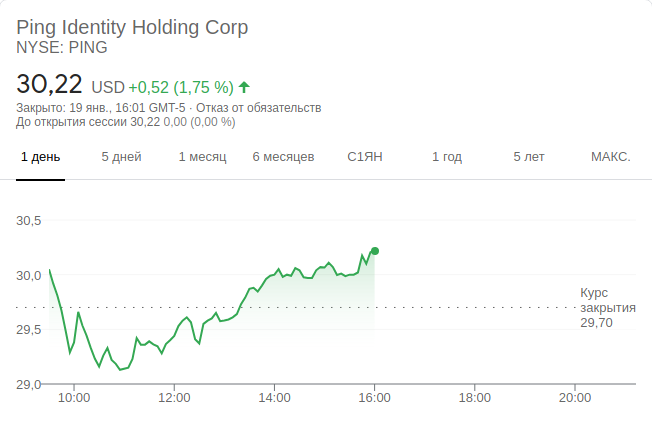 Ping Identity Holding Corp
NYSE: PING
30,22 USD +0,52 (1,75 %)
Закрыто: 19 янв., 16:01 GMT-5 · Отказ от обязательств
До открытия сессии 30,22 0,00 (0,00 %)
1 день 5 дней 1 месяц 6 месяцев С1ЯН 1 год 5 лет МАКС.
30,5
30,0
Курс
закрытия
29,70
29,5
29,0
10:00 12:00 14:00 16:00 18:00 20:00